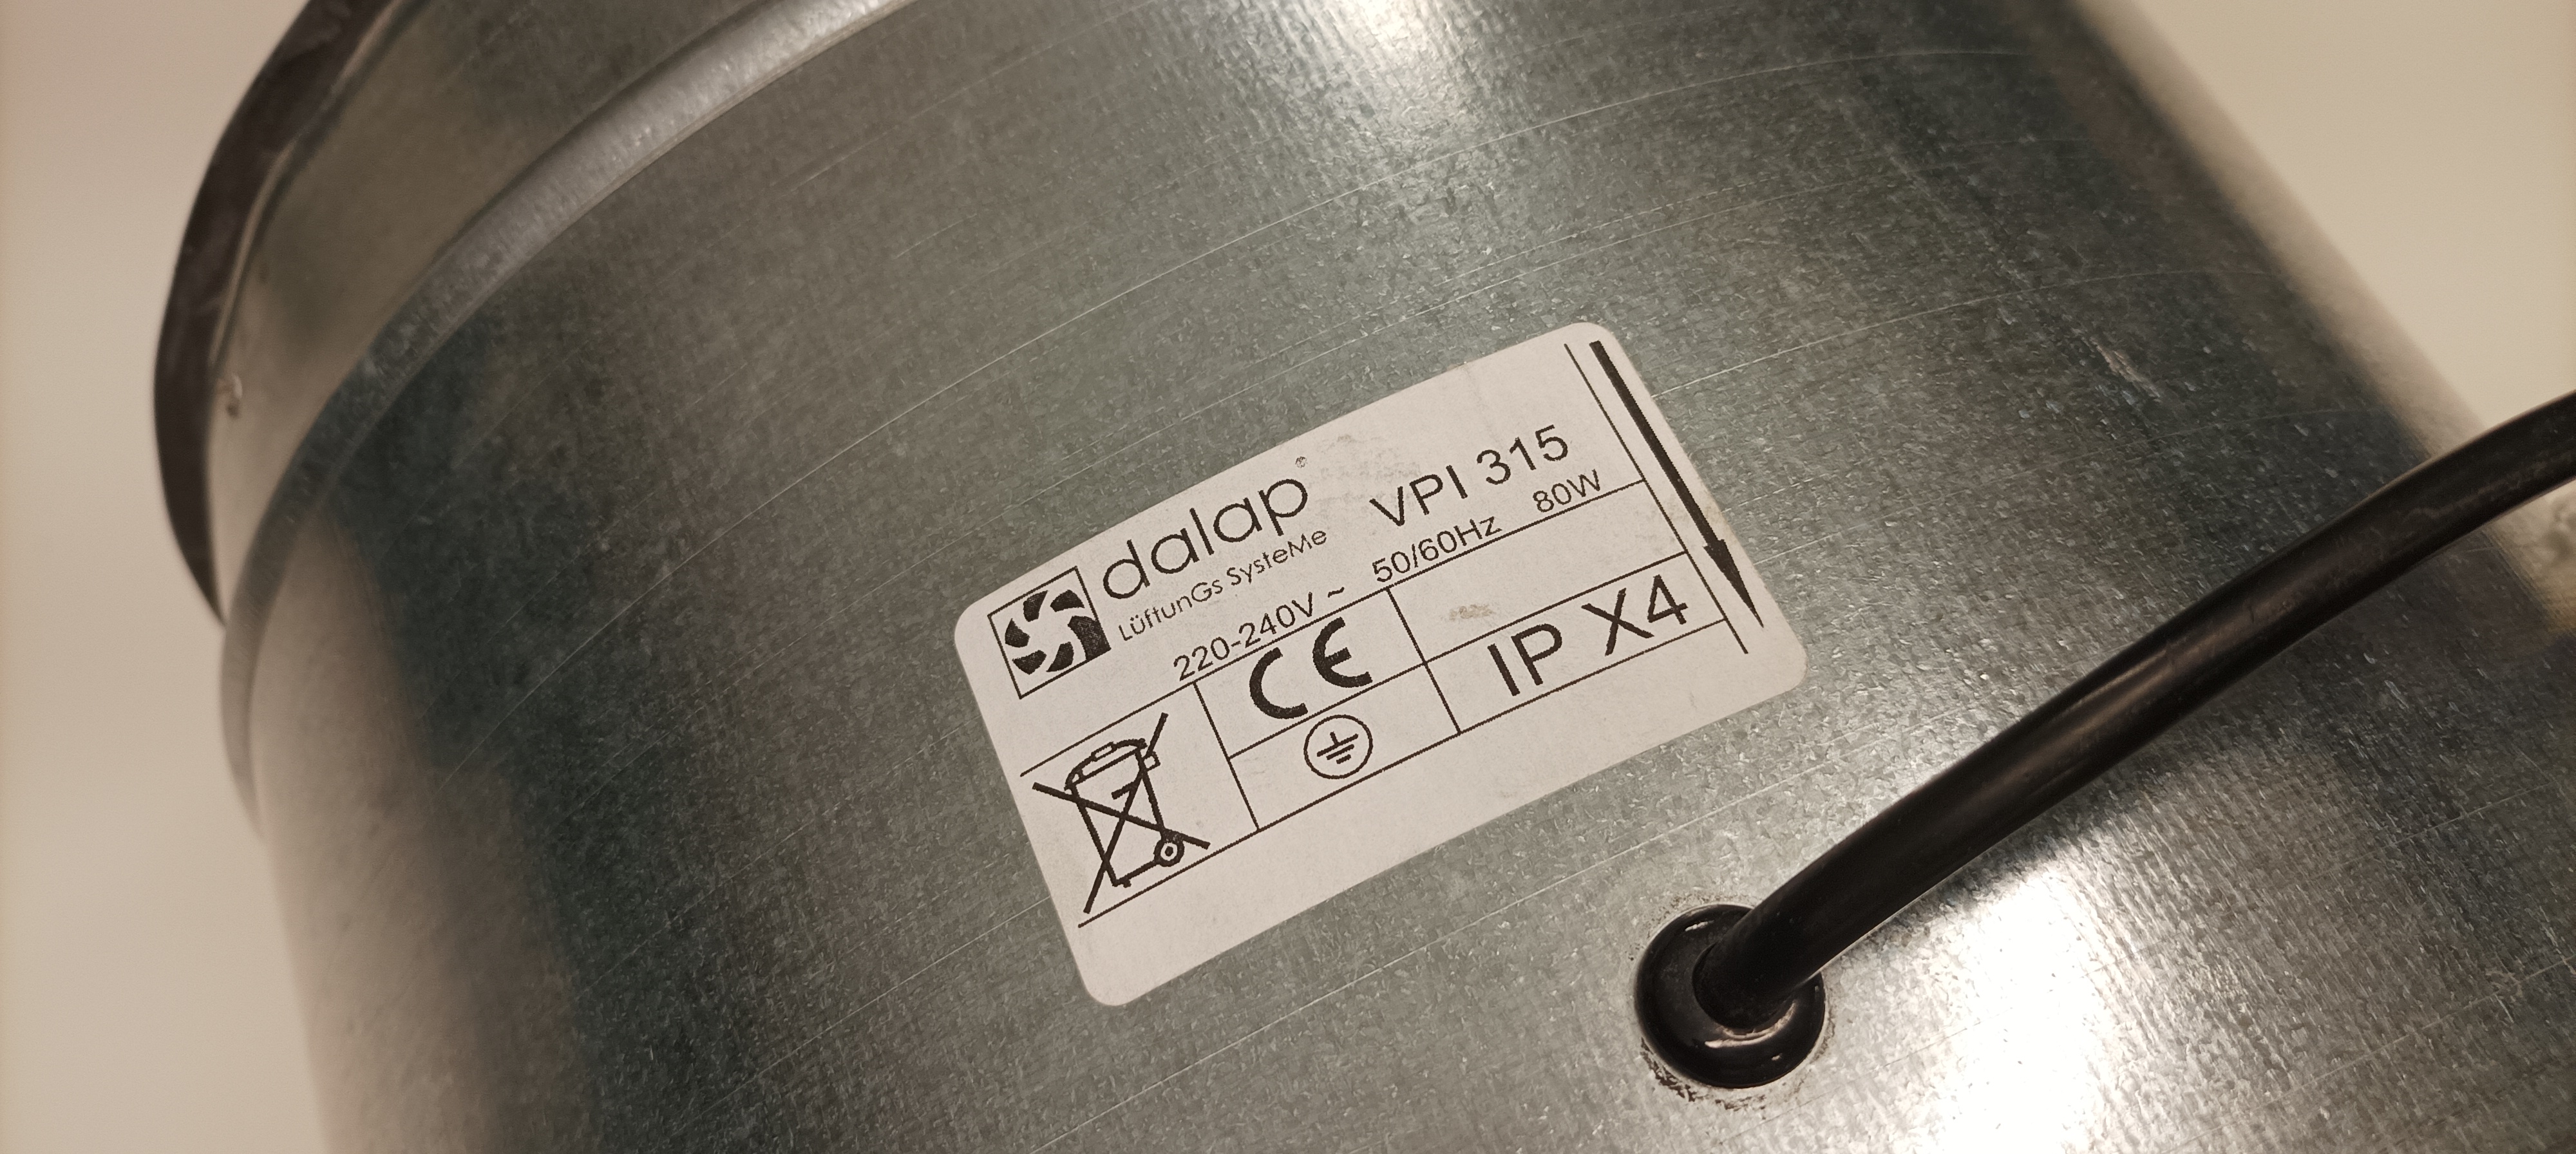 dalap®
LüftunGs SysteMe
VPI 315
220-240V ~ 50/60Hz 80W
CE
IP X4